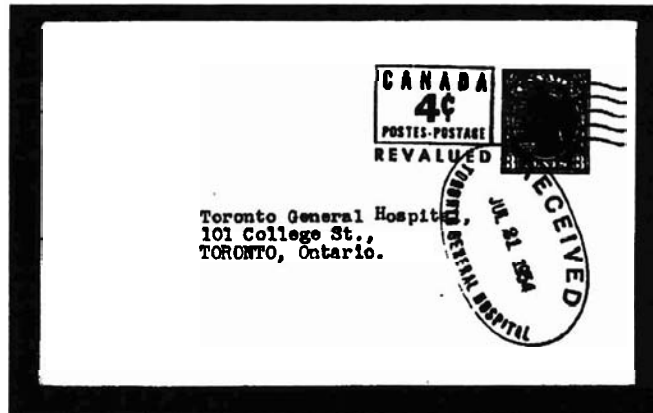 CANADA
4¢
POSTES-POSTAGE
REVALUED
Toronto General Hospital,
101 College St.,
TORONTO, Ontario.
RECEIVED
JUL 21 1954
TORONTO GENERAL HOSPITAL